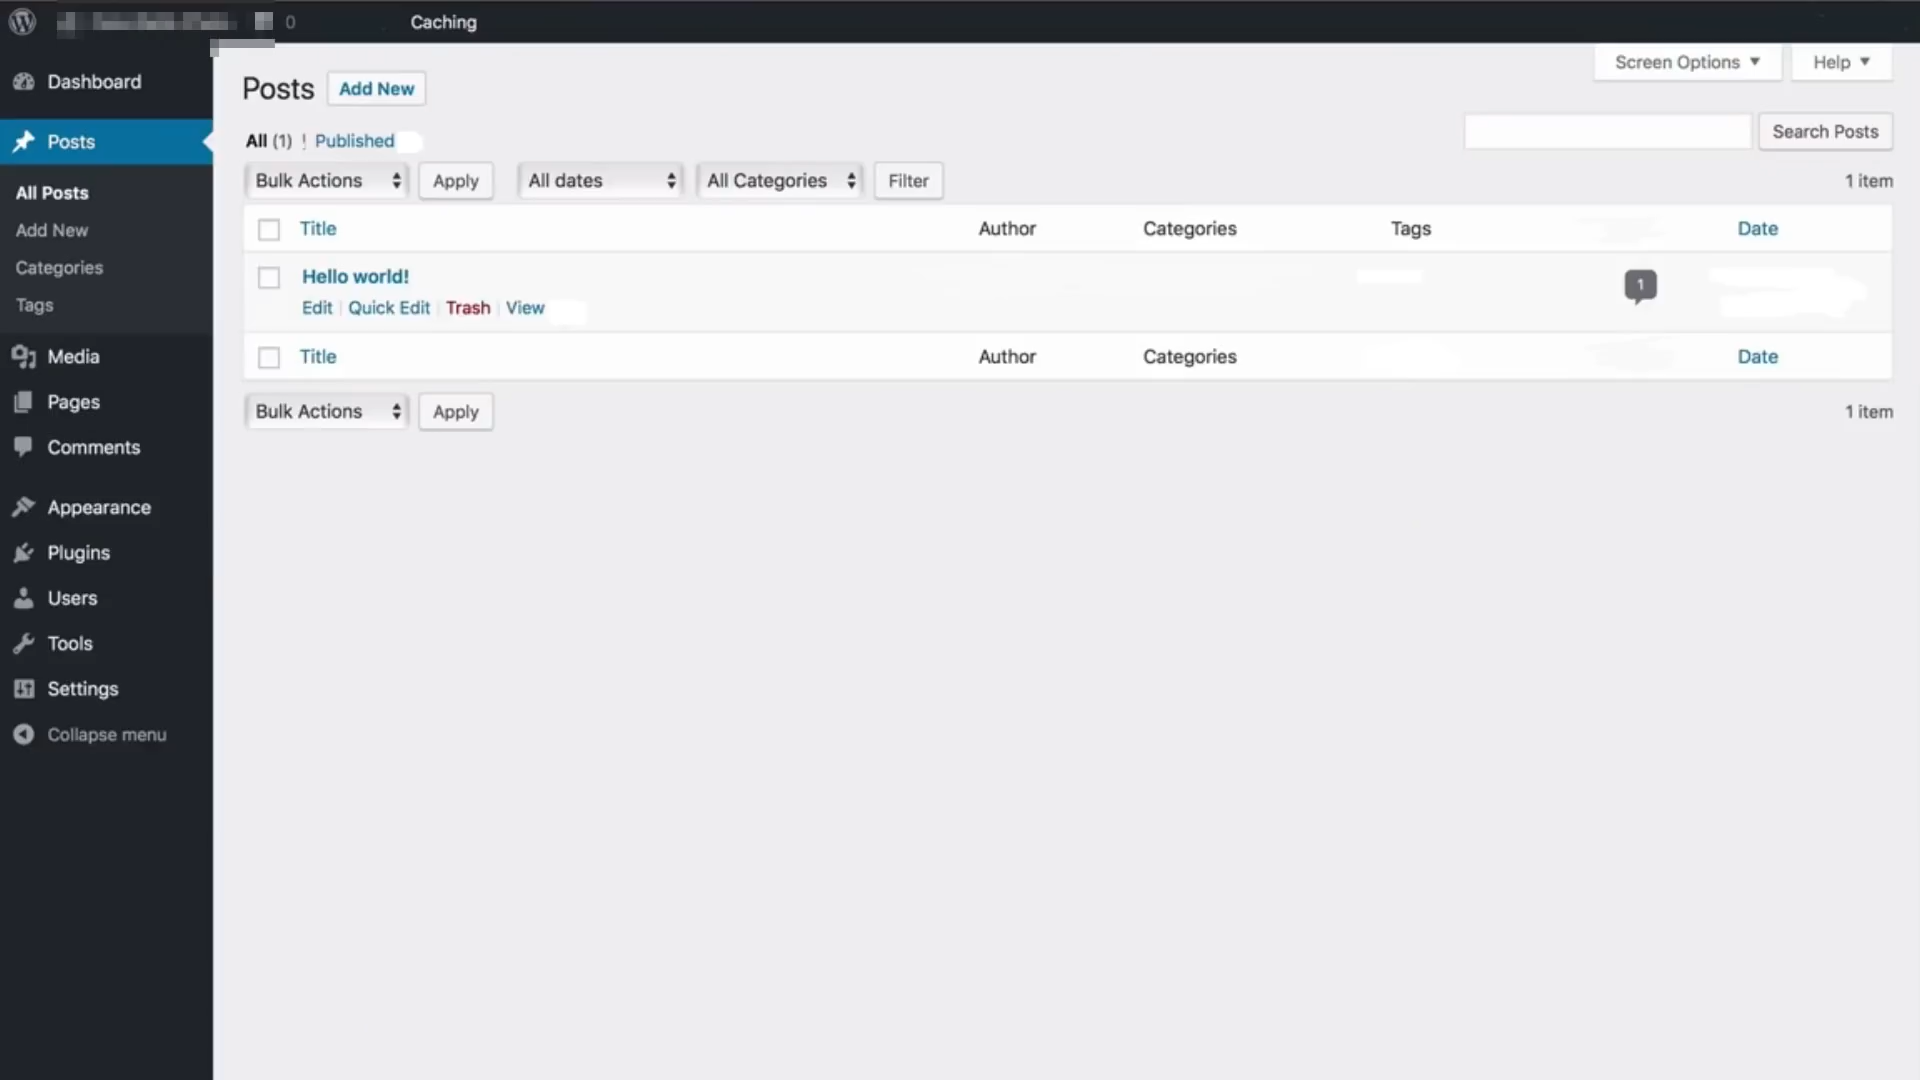 0 Caching
Dashboard
Posts
All Posts
Add New
Categories
Tags
Media
Pages
Comments
Appearance
Plugins
Users
Tools
Settings
Collapse menu
Screen Options Help
Posts Add New
All (1) | Published
Search Posts
Bulk Actions Apply All dates All Categories Filter 1 item
Title Author Categories Tags Date
Hello world! 1
Edit | Quick Edit | Trash | View
Title Author Categories Date
Bulk Actions Apply 1 item